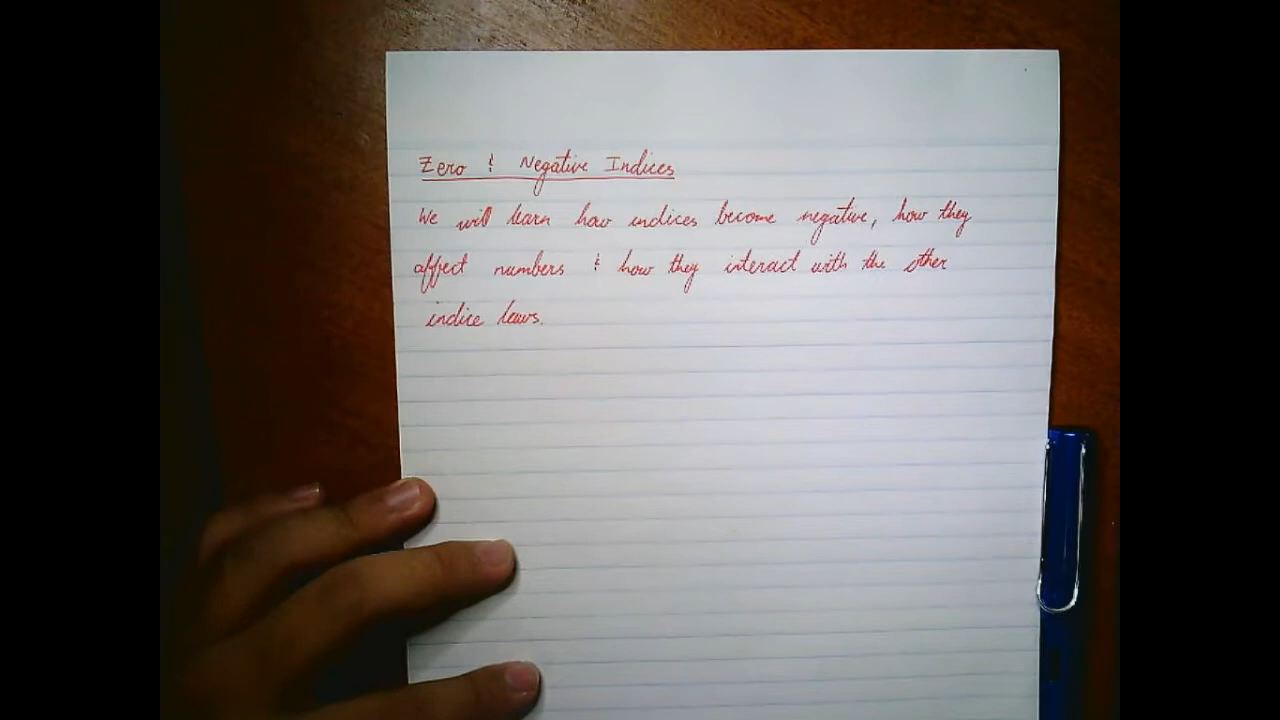 Zero & Negative Indices
We will learn how indices become negative, how they
affect numbers & how they interact with the other
indice laws.